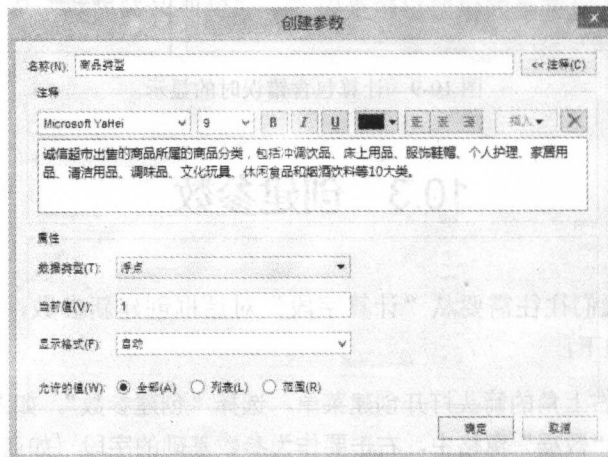 创建参数
名称(N): 商品类型 << 注释(C)
注释
Microsoft YaHei 9 B I U 插入
诚信超市出售的商品所属的商品分类，包括冲调饮品、床上用品、服饰鞋帽、个人护理、家居用
品、清洁用品、调味品、文化玩具、休闲食品和烟酒饮料等10大类。
10.3 创建参数
属性
数据类型(T): 浮点
当前值(V):
显示格式(F): 自动
允许的值(W): 全部(A) 列表(L) 范围(R)
确定 取消